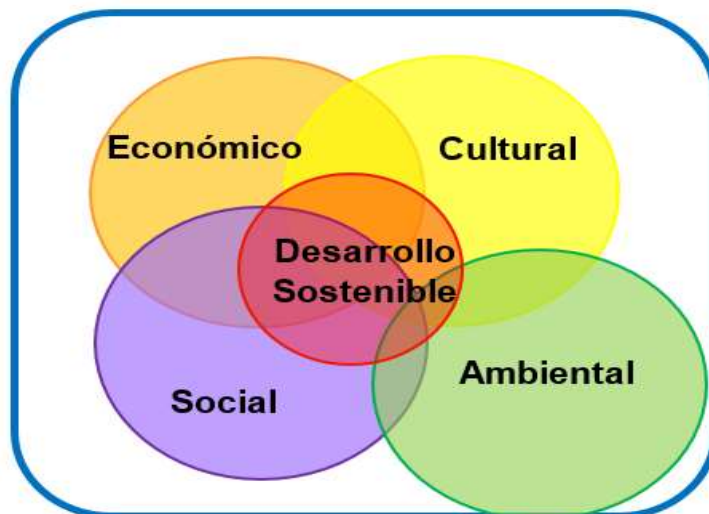 Económico
Cultural
Desarrollo
Sostenible
Ambiental
Social